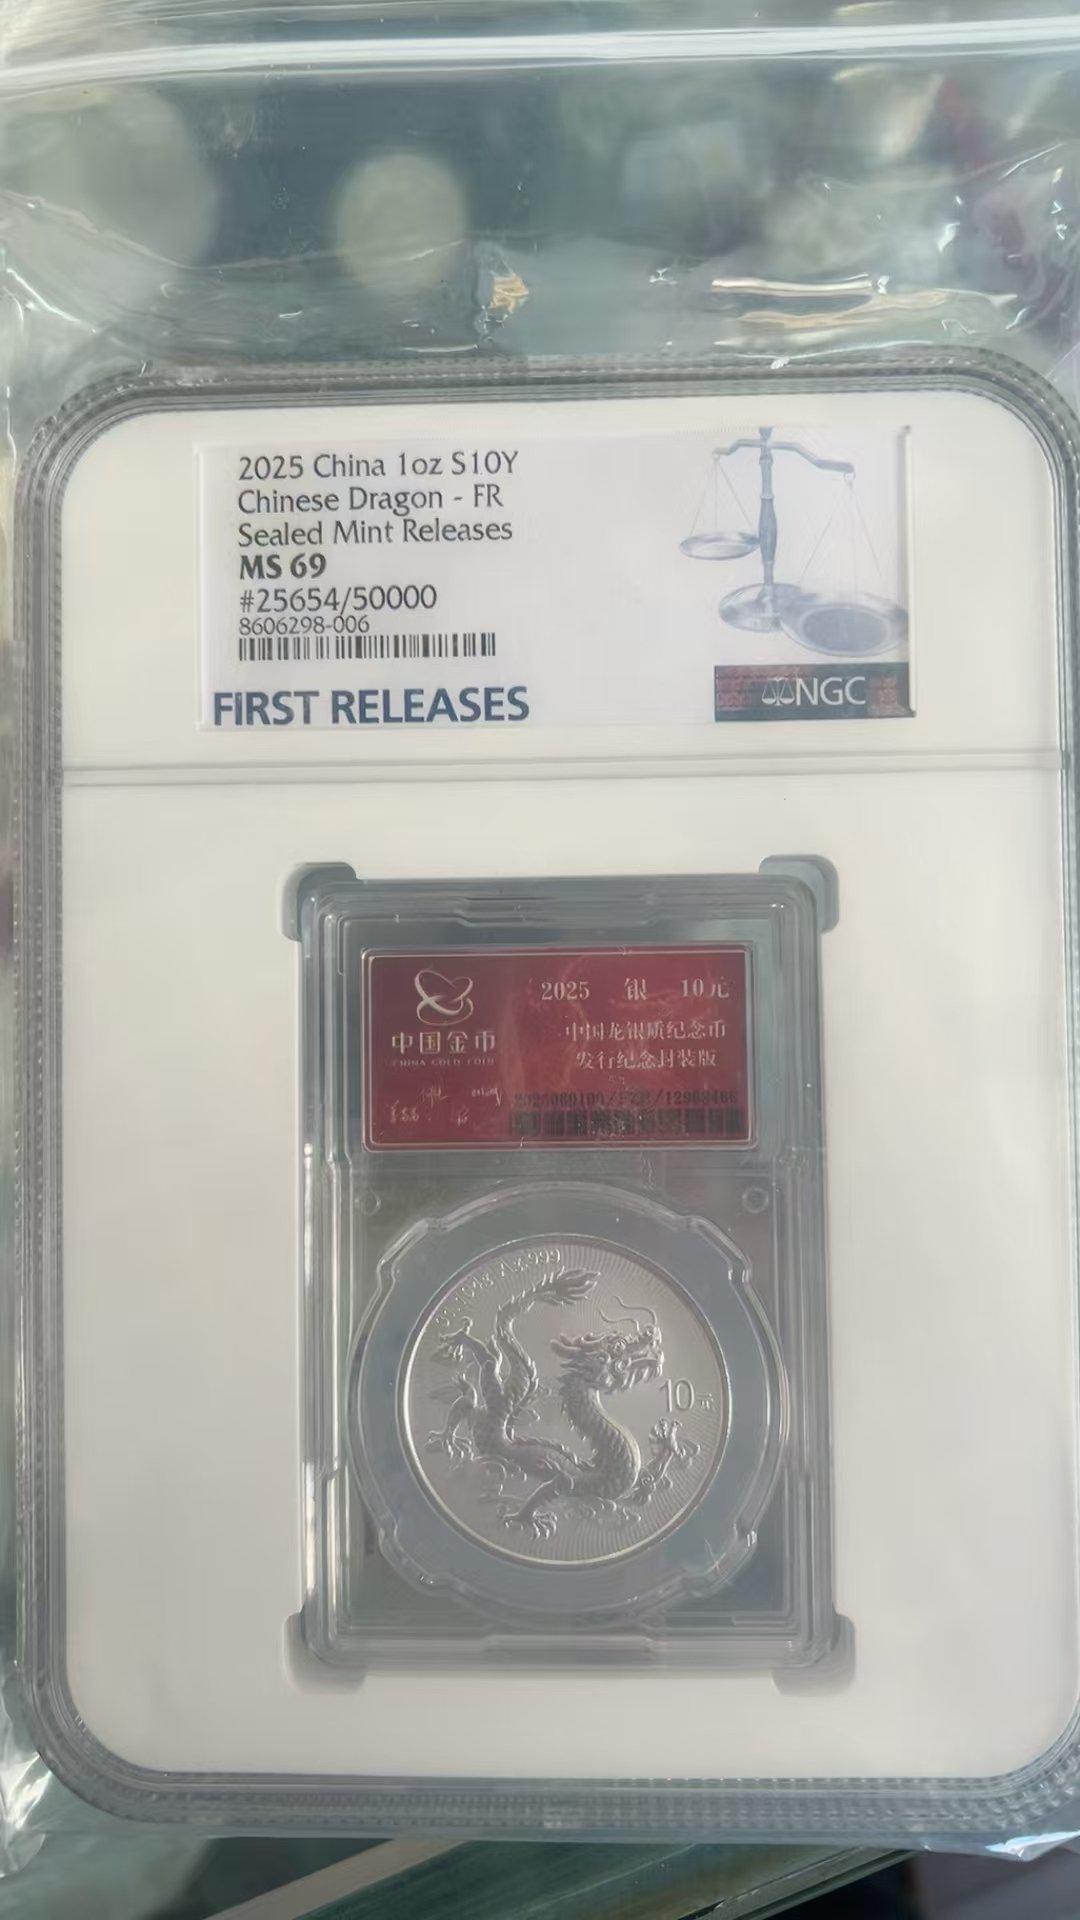 2025 China 1oz S10Y
Chinese Dragon - FR
Sealed Mint Releases
MS 69
#25654/50000
8606298-006
FIRST RELEASES
NGC
中国金币
CHINA GOLD COIN
2025 银 10元
中国龙银质纪念币
发行纪念封装版
10元